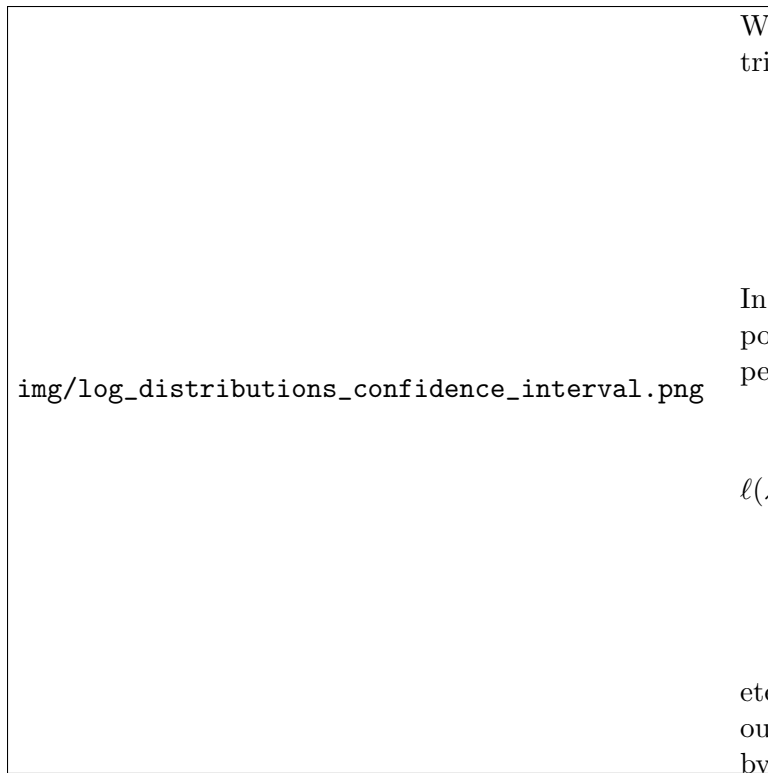 W
tri
In
po
pe
img/log_distributions_confidence_interval.png
ℓ(
ete
ou
by